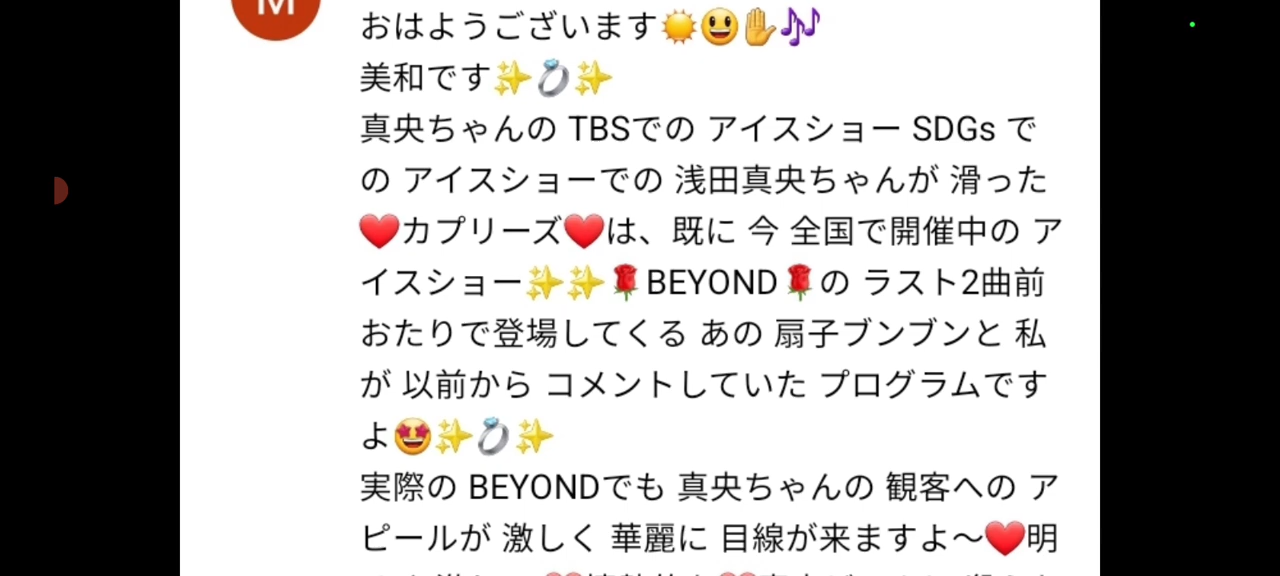 M
おはようございます☀️😃✋🎶
美和です✨💍✨
真央ちゃんの TBSでの アイスショー SDGs で
の アイスショーでの 浅田真央ちゃんが 滑った
❤️カプリーズ❤️は、既に 今 全国で開催中の ア
イスショー✨✨🌹BEYOND🌹の ラスト2曲前
おたりで登場してくる あの 扇子ブンブンと 私
が 以前から コメントしていた プログラムです
よ🤩✨💍✨
実際の BEYONDでも 真央ちゃんの 観客への ア
ピールが 激しく 華麗に 目線が来ますよ〜❤️明